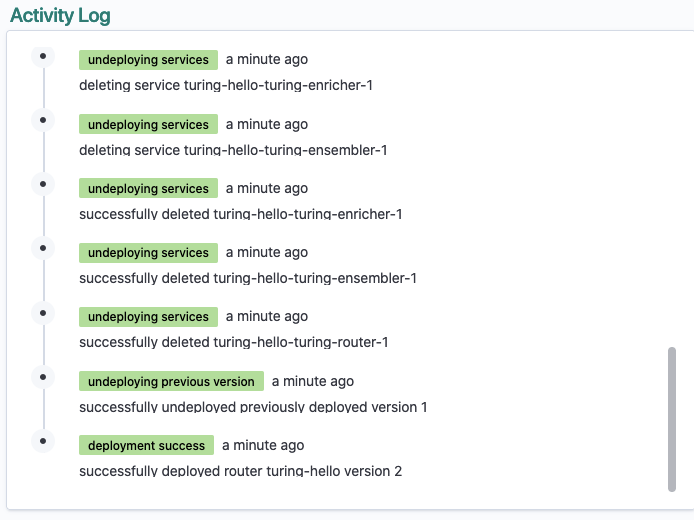 Activity Log
undeploying services a minute ago
deleting service turing-hello-turing-enricher-1
undeploying services a minute ago
deleting service turing-hello-turing-ensembler-1
undeploying services a minute ago
successfully deleted turing-hello-turing-enricher-1
undeploying services a minute ago
successfully deleted turing-hello-turing-ensembler-1
undeploying services a minute ago
successfully deleted turing-hello-turing-router-1
undeploying previous version a minute ago
successfully undeployed previously deployed version 1
deployment success a minute ago
successfully deployed router turing-hello version 2